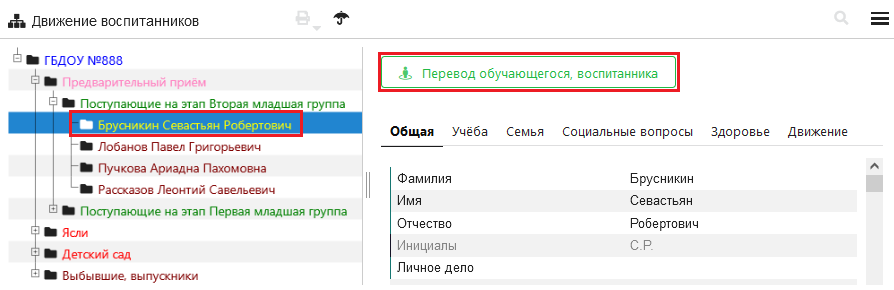 Движение воспитанников
ГБДОУ №888
Предварительный приём
Поступающие на этап Вторая младшая группа
Брусникин Севастьян Робертович
Лобанов Павел Григорьевич
Пучкова Ариадна Пахомовна
Рассказов Леонтий Савельевич
Поступающие на этап Первая младшая группа
Ясли
Детский сад
Выбывшие, выпускники
Перевод обучающегося, воспитанника
Общая Учёба Семья Социальные вопросы Здоровье Движение
Фамилия Брусникин
Имя Севастьян
Отчество Робертович
Инициалы С.Р.
Личное дело